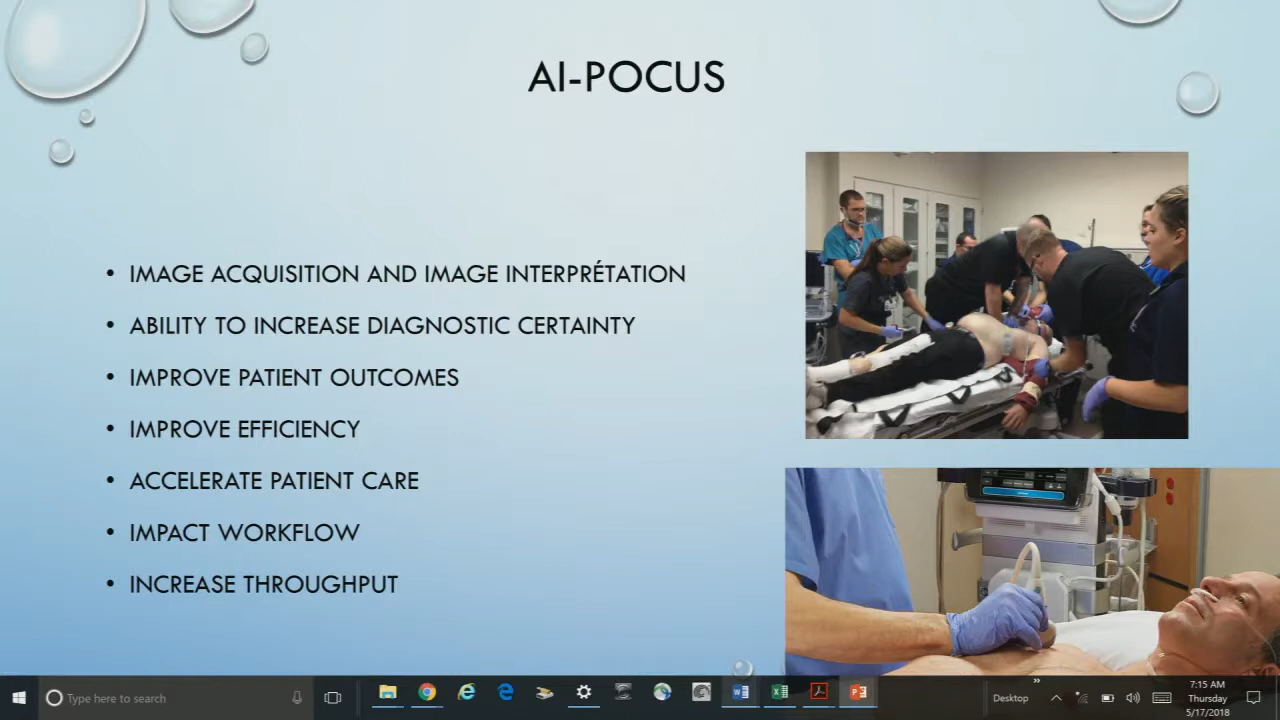 AI-POCUS
• IMAGE ACQUISITION AND IMAGE INTERPRÉTATION
• ABILITY TO INCREASE DIAGNOSTIC CERTAINTY
• IMPROVE PATIENT OUTCOMES
• IMPROVE EFFICIENCY
• ACCELERATE PATIENT CARE
• IMPACT WORKFLOW
• INCREASE THROUGHPUT
Type here to search
Desktop
7:15 AM
Thursday
5/17/2018